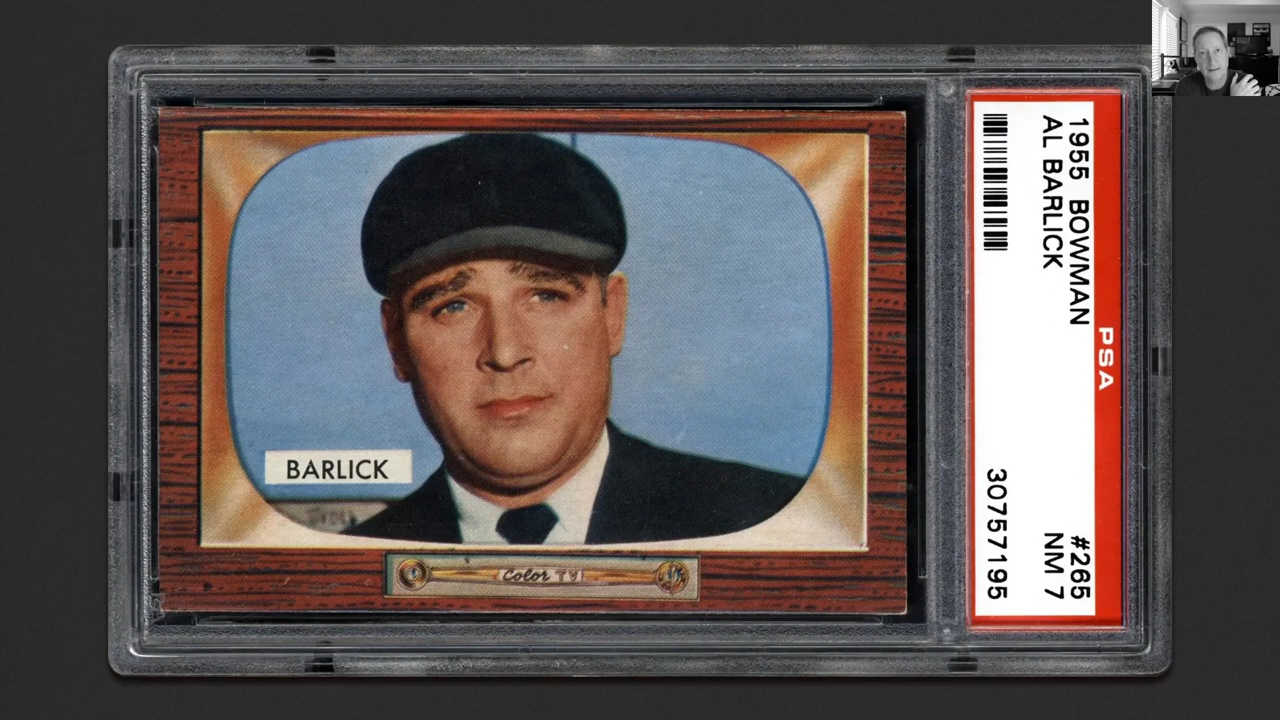 BARLICK
Color TV
1955 BOWMAN
AL BARLICK
#265
NM 7
PSA
30757195